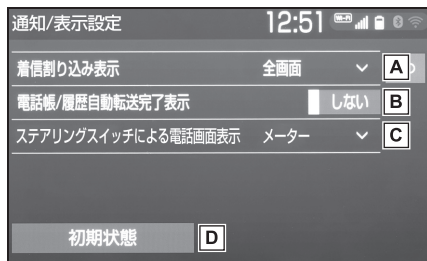 通知/表示設定 12:51
着信割り込み表示 全画面 A
電話帳/履歴自動転送完了表示 しない B
ステアリングスイッチによる電話画面表示 メーター C
初期状態 D